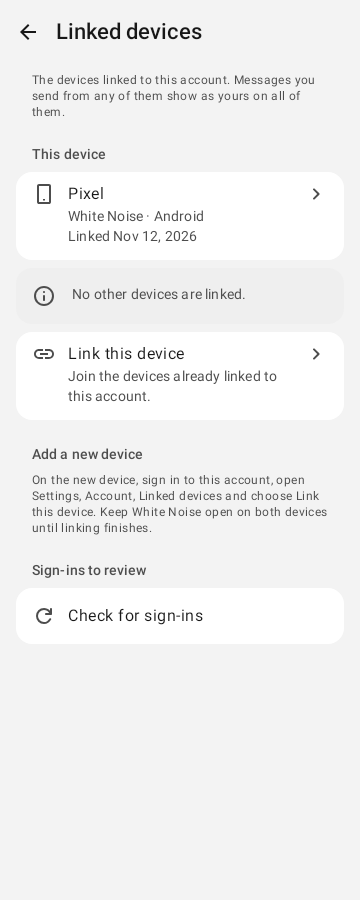 Linked devices
The devices linked to this account. Messages you
send from any of them show as yours on all of
them.
This device
Pixel
White Noise · Android
Linked Nov 12, 2026
No other devices are linked.
Link this device
Join the devices already linked to
this account.
Add a new device
On the new device, sign in to this account, open
Settings, Account, Linked devices and choose Link
this device. Keep White Noise open on both devices
until linking finishes.
Sign-ins to review
Check for sign-ins